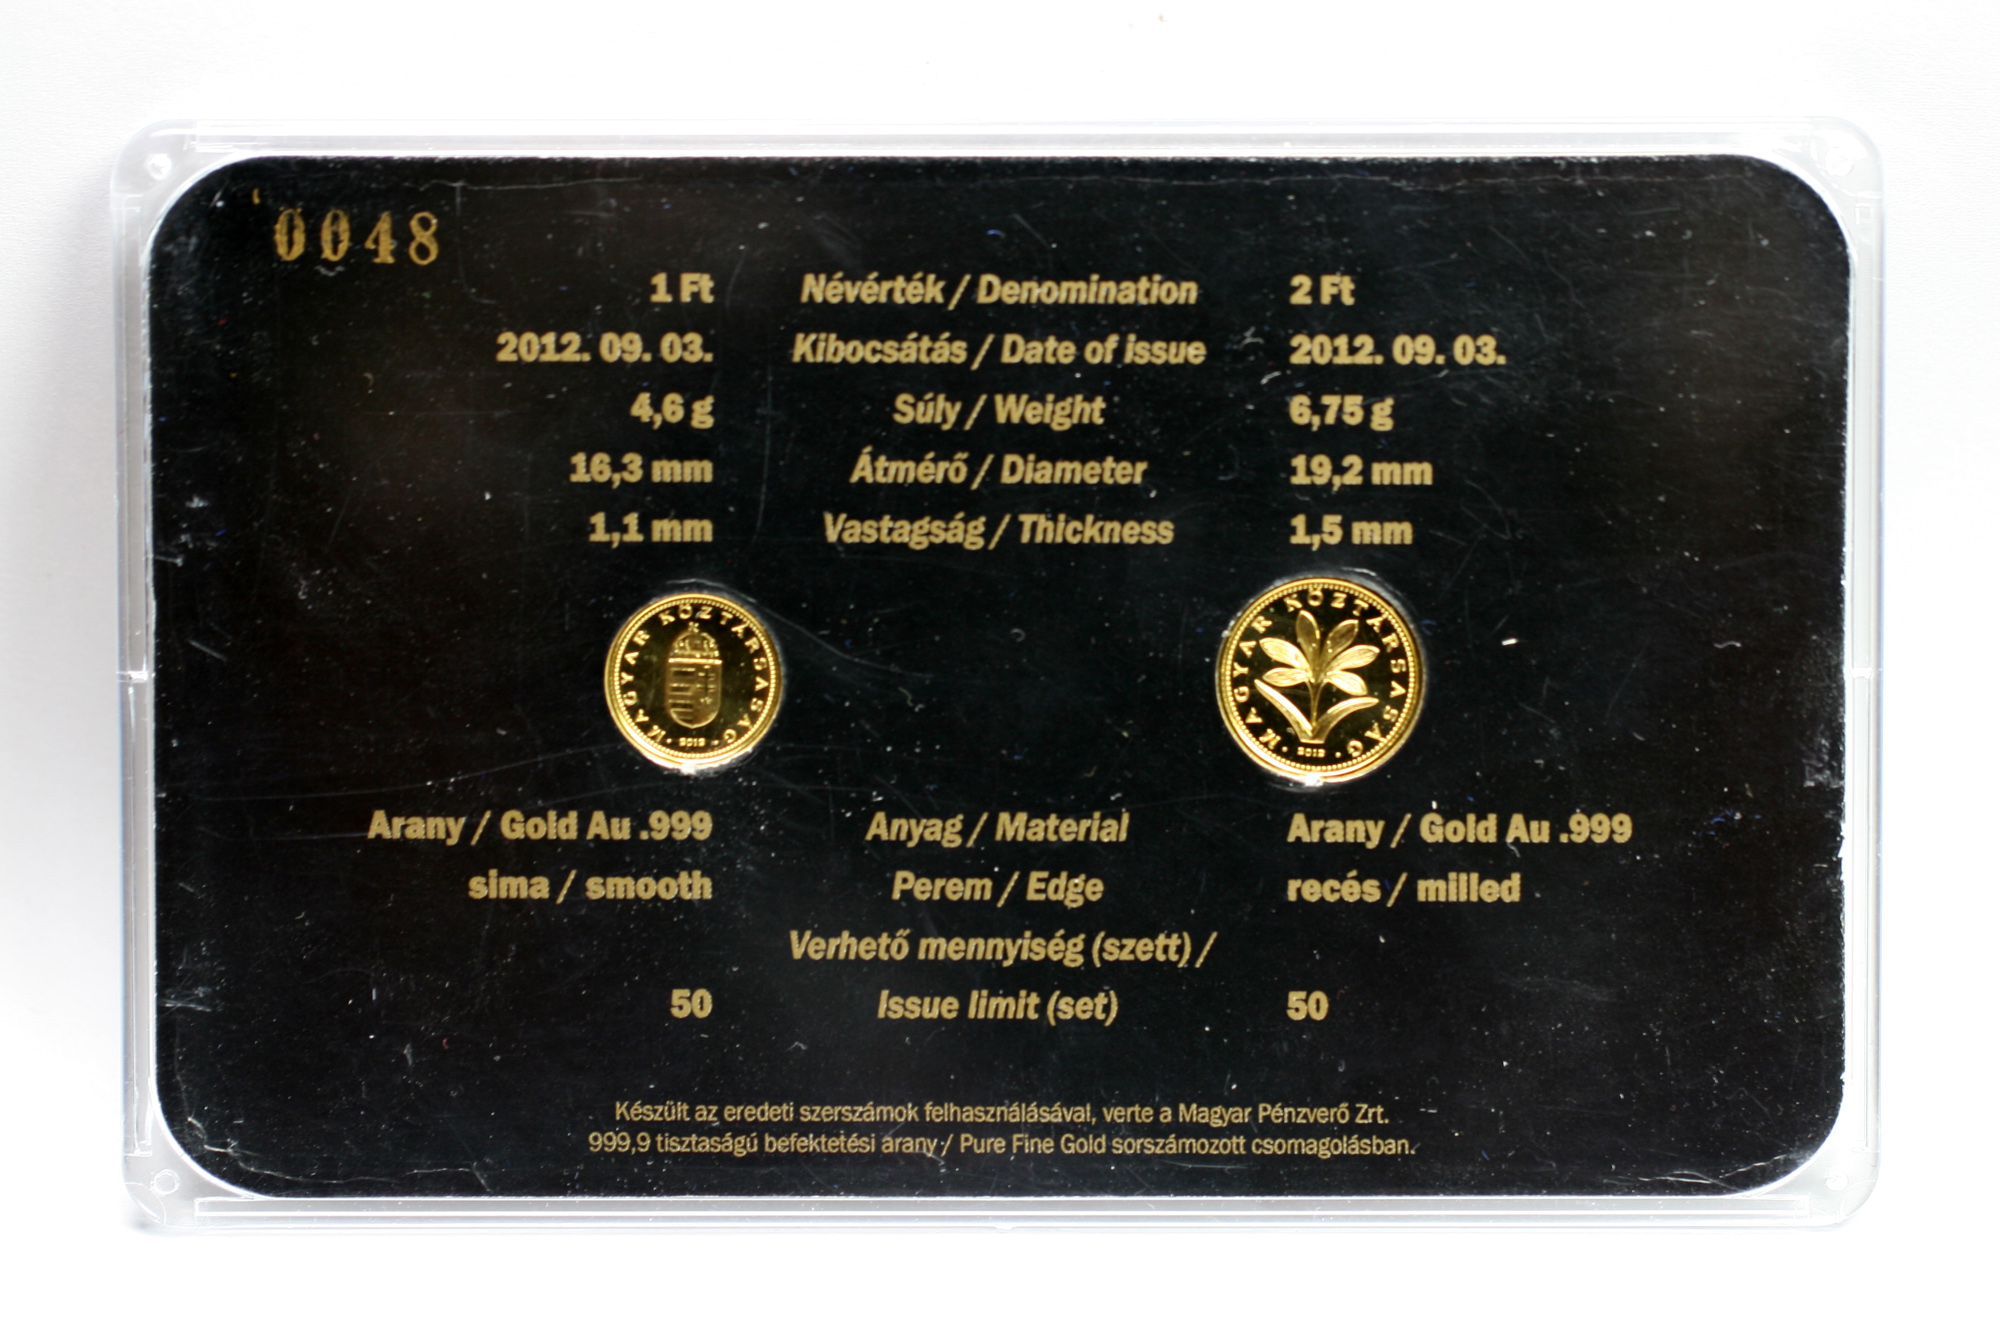 0048
1 Ft Névérték / Denomination 2 Ft
2012. 09. 03. Kibocsátás / Date of issue 2012. 09. 03.
4,6 g Súly / Weight 6,75 g
16,3 mm Átmérő / Diameter 19,2 mm
1,1 mm Vastagság / Thickness 1,5 mm
MAGYAR KÖZTÁRSASÁG
2012
MAGYAR KÖZTÁRSASÁG
2012
Arany / Gold Au .999 Anyag / Material Arany / Gold Au .999
sima / smooth Perem / Edge recés / milled
Verhető mennyiség (szett) /
50 Issue limit (set) 50
Készült az eredeti szerszámok felhasználásával, verte a Magyar Pénzverő Zrt.
999,9 tisztaságú befektetési arany / Pure Fine Gold sorszámozott csomagolásban.